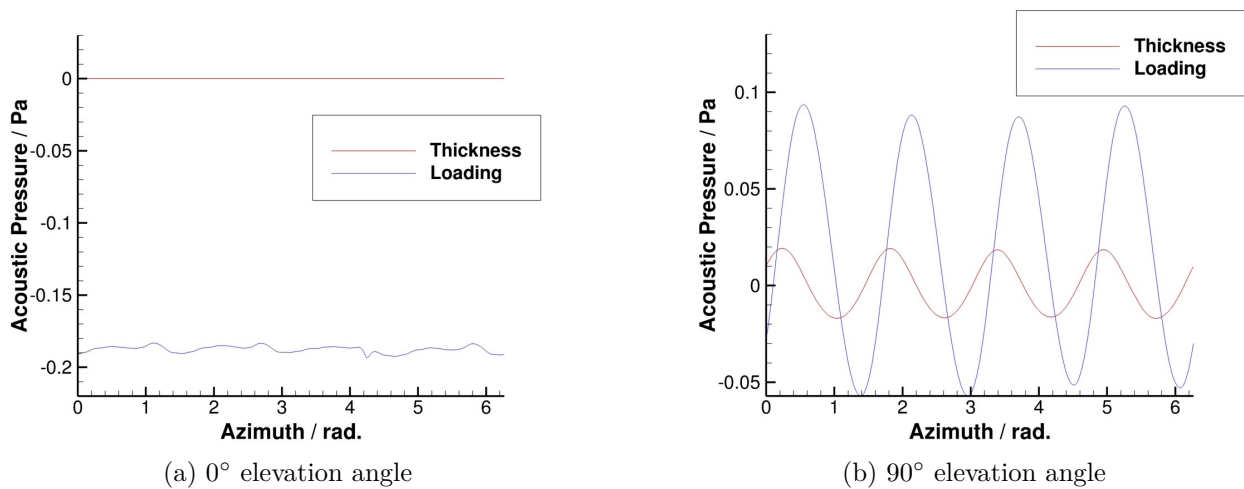 0
-0.05
-0.1
-0.15
-0.2
Acoustic Pressure / Pa
Thickness
Loading
0 1 2 3 4 5 6
Azimuth / rad.
(a) 0° elevation angle
0.1
0.05
0
-0.05
Acoustic Pressure / Pa
Thickness
Loading
0 1 2 3 4 5 6
Azimuth / rad.
(b) 90° elevation angle